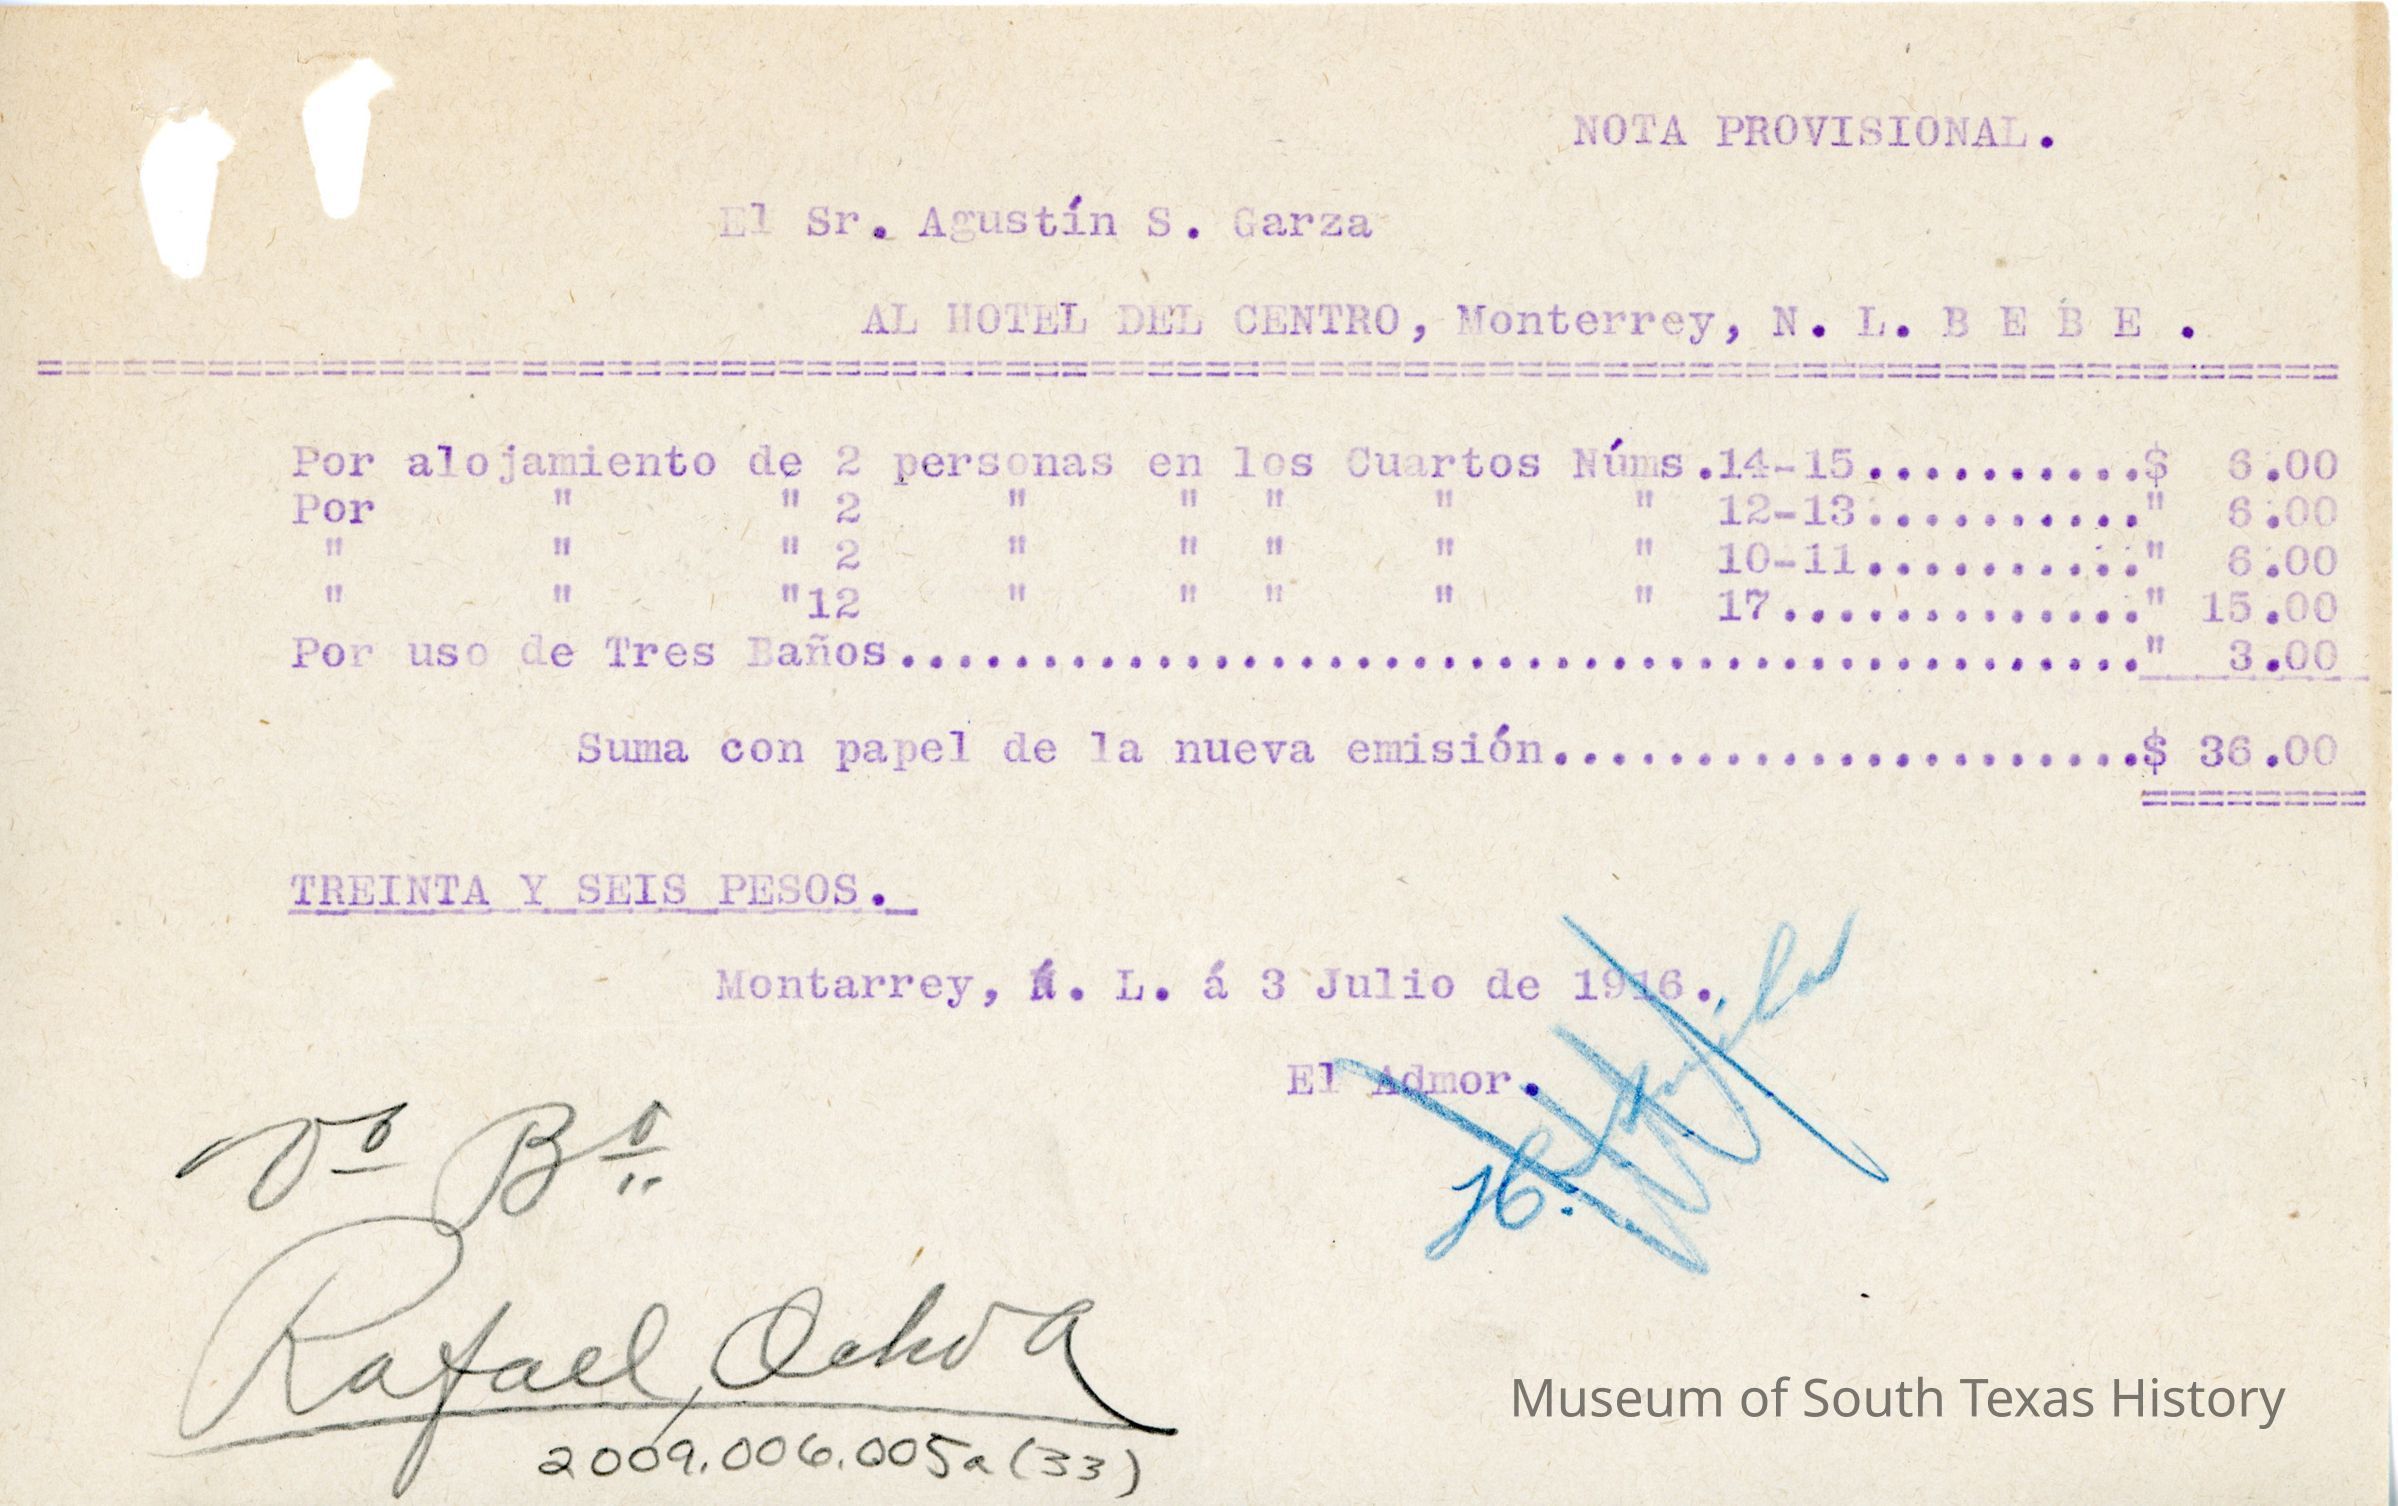 NOTA PROVISIONAL.
El Sr. Agustín S. Garza
AL HOTEL DEL CENTRO, Monterrey, N. L. B E B E .
==================================================
Por alojamiento de 2 personas en los Cuartos Núms.14-15..........$ 6.00
Por " " 2 " " " " " 12-13.........." 6.00
" " " 2 " " " " " 10-11.........." 6.00
" " "12 " " " " " 17............." 15.00
Por uso de Tres Baños............................................" 3.00
Suma con papel de la nueva emisión.....................$ 36.00
========
TREINTA Y SEIS PESOS.
Montarrey, N. L. á 3 Julio de 1916.
El Admor.
Vo Bo
Rafael Ochoa
2009.006.005a(33)
Museum of South Texas History